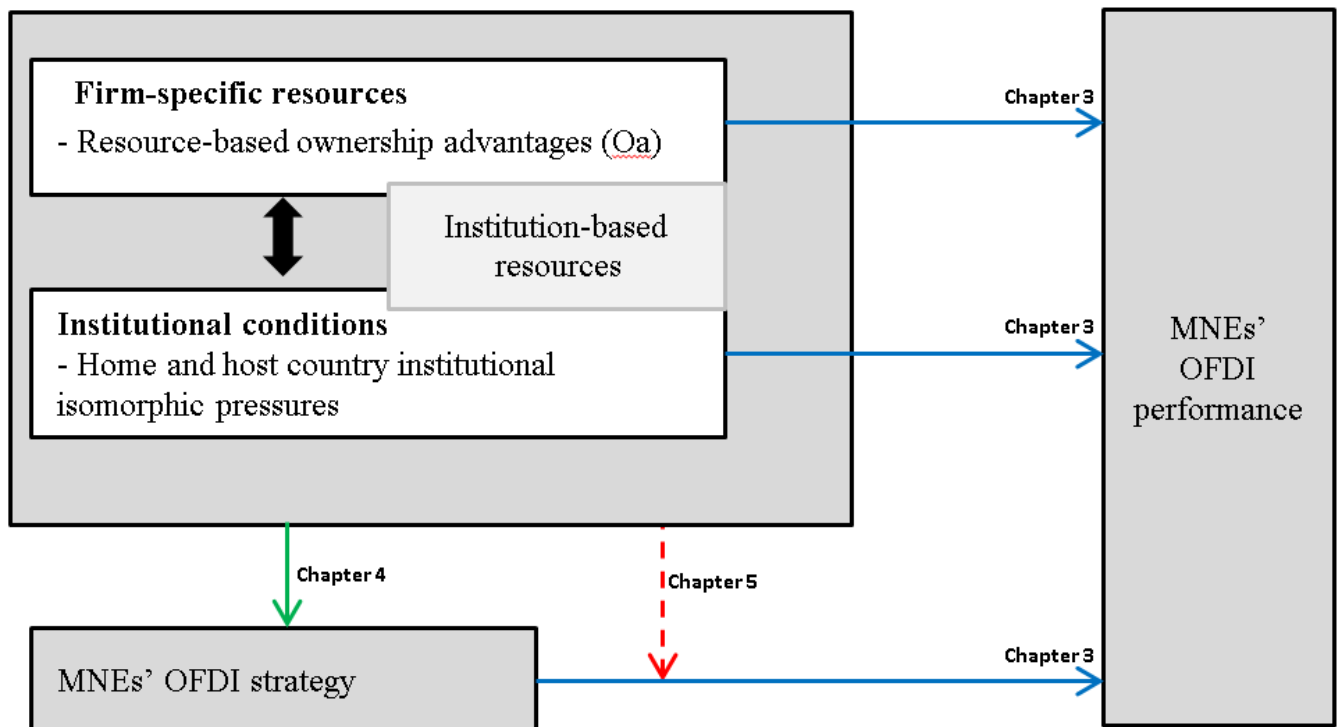 Firm-specific resources
- Resource-based ownership advantages (Oa)
Chapter 3
Institution-based
resources
Institutional conditions
- Home and host country institutional
isomorphic pressures
Chapter 3
MNEs’
OFDI
performance
Chapter 4
Chapter 5
MNEs’ OFDI strategy
Chapter 3